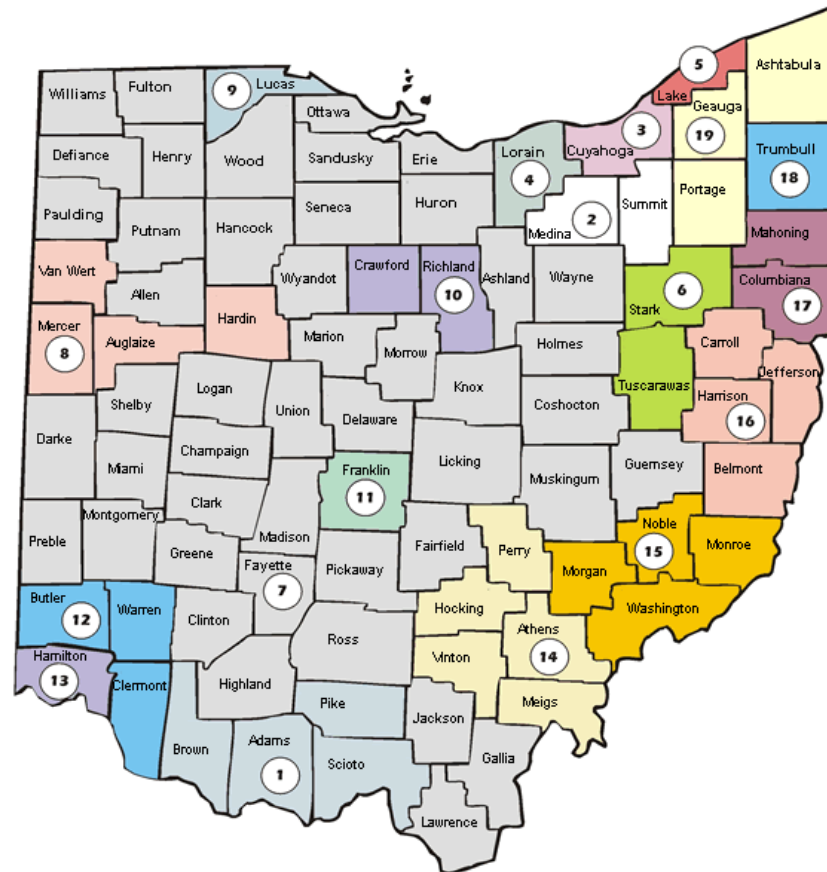 5
Ashtabula
Lake
Geauga
19
9
Lucas
Fulton
Williams
Ottawa
3
Cuyahoga
Lorain
4
Trumbull
18
Defiance
Henry
Wood
Sandusky
Erie
Portage
Summit
2
Medina
Paulding
Putnam
Hancock
Seneca
Huron
Mahoning
Van Wert
Allen
Wyandot
Crawford
Richland
10
Ashland
Wayne
Columbiana
17
6
Stark
Mercer
8
Auglaize
Hardin
Marion
Morrow
Holmes
Carroll
Jefferson
Tuscarawas
Harrison
16
Shelby
Logan
Union
Delaware
Knox
Coshocton
Darke
Miami
Champaign
Franklin
11
Licking
Muskingum
Guernsey
Belmont
Clark
Montgomery
Preble
Greene
Madison
Fayette
7
Pickaway
Fairfield
Perry
Morgan
Noble
15
Monroe
Washington
Butler
12
Warren
Clinton
Ross
Hocking
Athens
14
Vinton
Meigs
Hamilton
13
Clermont
Highland
Pike
Jackson
Brown
Adams
1
Scioto
Gallia
Lawrence